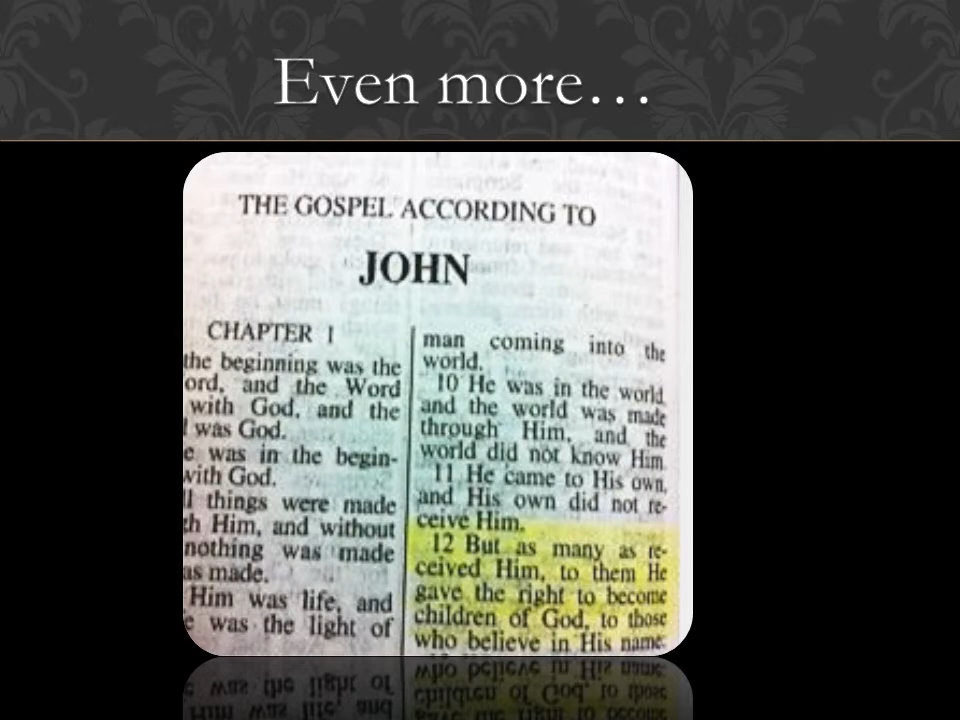 Even more…
THE GOSPEL ACCORDING TO
JOHN
CHAPTER 1
the beginning was the
ord, and the Word
with God, and the
was God.
e was in the begin-
with God.
ll things were made
gh Him, and without
nothing was made
as made.
Him was life, and
e was the light of
man coming into the
world.
10 He was in the world
and the world was made
through Him, and the
world did not know Him.
11 He came to His own,
and His own did not re-
ceive Him.
12 But as many as re-
ceived Him, to them He
gave the right to become
children of God, to those
who believe in His name.